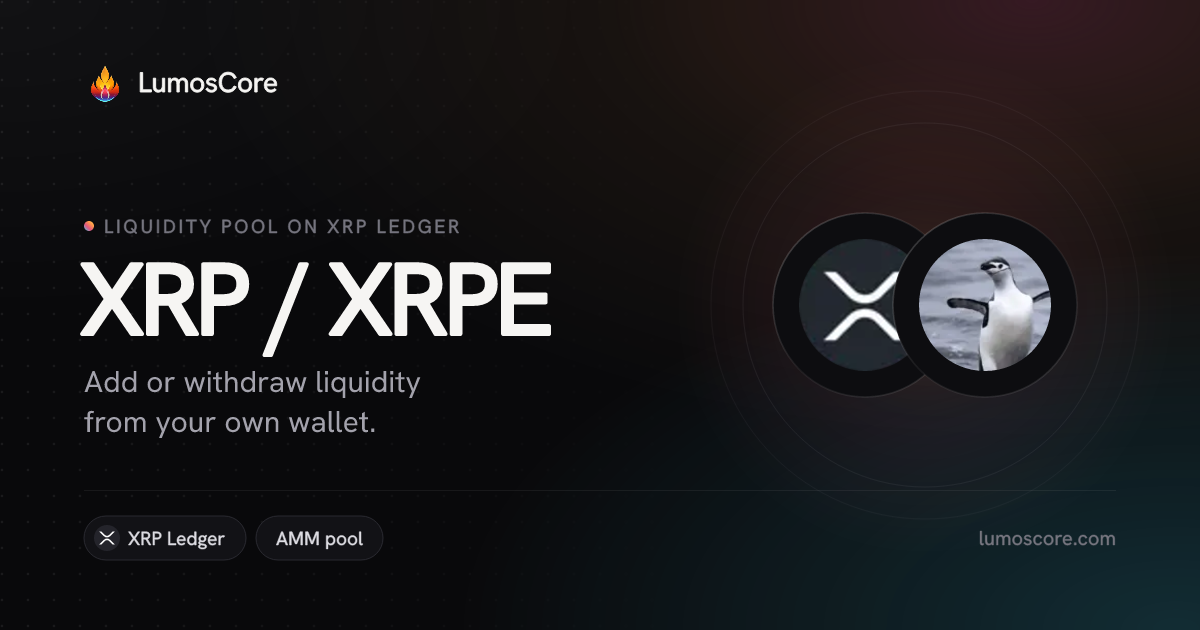 LumosCore
LIQUIDITY POOL ON XRP LEDGER
XRP / XRPE
Add or withdraw liquidity
from your own wallet.
XRP Ledger
AMM pool
lumoscore.com